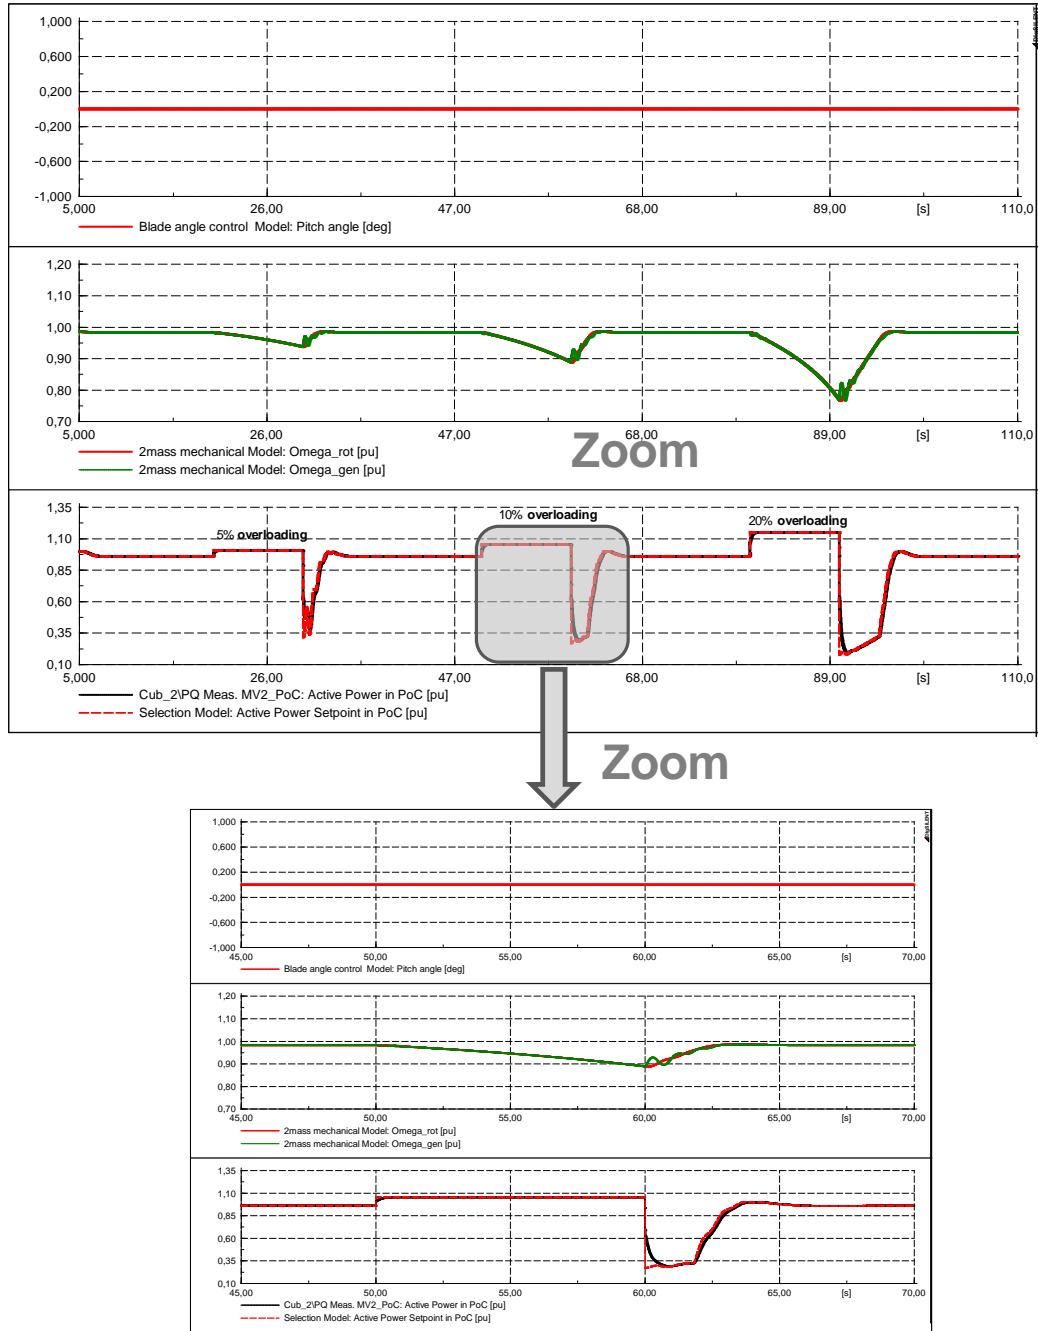 DIgSILENT
1,000
0,600
0,200
-0,200
-0,600
-1,000
5,000 26,00 47,00 68,00 89,00 [s] 110,0
Blade angle control Model: Pitch angle [deg]
1,20
1,10
1,00
0,90
0,80
0,70
5,000 26,00 47,00 68,00 89,00 [s] 110,0
Zoom
2mass mechanical Model: Omega_rot [pu]
2mass mechanical Model: Omega_gen [pu]
1,35
10% overloading
20% overloading
5% overloading
1,10
0,85
0,60
0,35
0,10
5,000 26,00 47,00 68,00 89,00 [s] 110,0
Cub_2\PQ Meas. MV2_PoC: Active Power in PoC [pu]
Selection Model: Active Power Setpoint in PoC [pu]
Zoom
DIgSILENT
1,000
0,600
0,200
-0,200
-0,600
-1,000
45,00 50,00 55,00 60,00 65,00 [s] 70,00
Blade angle control Model: Pitch angle [deg]
1,20
1,10
1,00
0,90
0,80
0,70
45,00 50,00 55,00 60,00 65,00 [s] 70,00
2mass mechanical Model: Omega_rot [pu]
2mass mechanical Model: Omega_gen [pu]
1,35
1,10
0,85
0,60
0,35
0,10
45,00 50,00 55,00 60,00 65,00 [s] 70,00
Cub_2\PQ Meas. MV2_PoC: Active Power in PoC [pu]
Selection Model: Active Power Setpoint in PoC [pu]